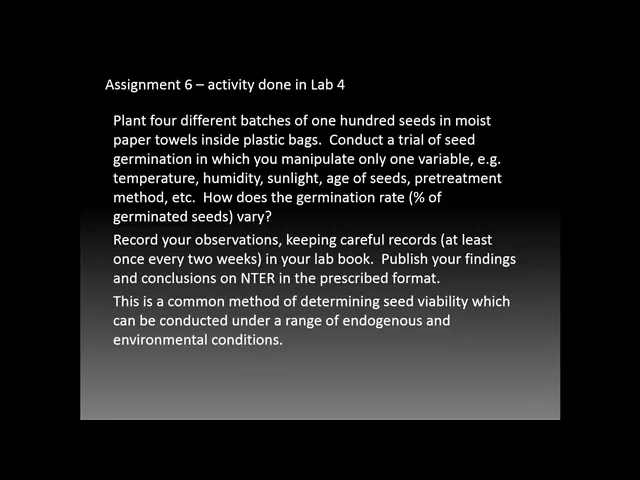 Assignment 6 – activity done in Lab 4
Plant four different batches of one hundred seeds in moist
paper towels inside plastic bags.  Conduct a trial of seed
germination in which you manipulate only one variable, e.g.
temperature, humidity, sunlight, age of seeds, pretreatment
method, etc.  How does the germination rate (% of
germinated seeds) vary?
Record your observations, keeping careful records (at least
once every two weeks) in your lab book.  Publish your findings
and conclusions on NTER in the prescribed format.
This is a common method of determining seed viability which
can be conducted under a range of endogenous and
environmental conditions.